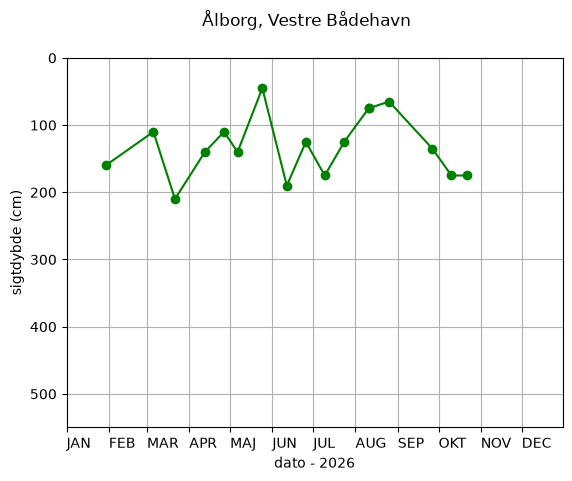 Ålborg, Vestre Bådehavn
0
100
200
300
400
500
sigtdybde (cm)
JAN FEB MAR APR MAJ JUN JUL AUG SEP OKT NOV DEC
dato - 2026